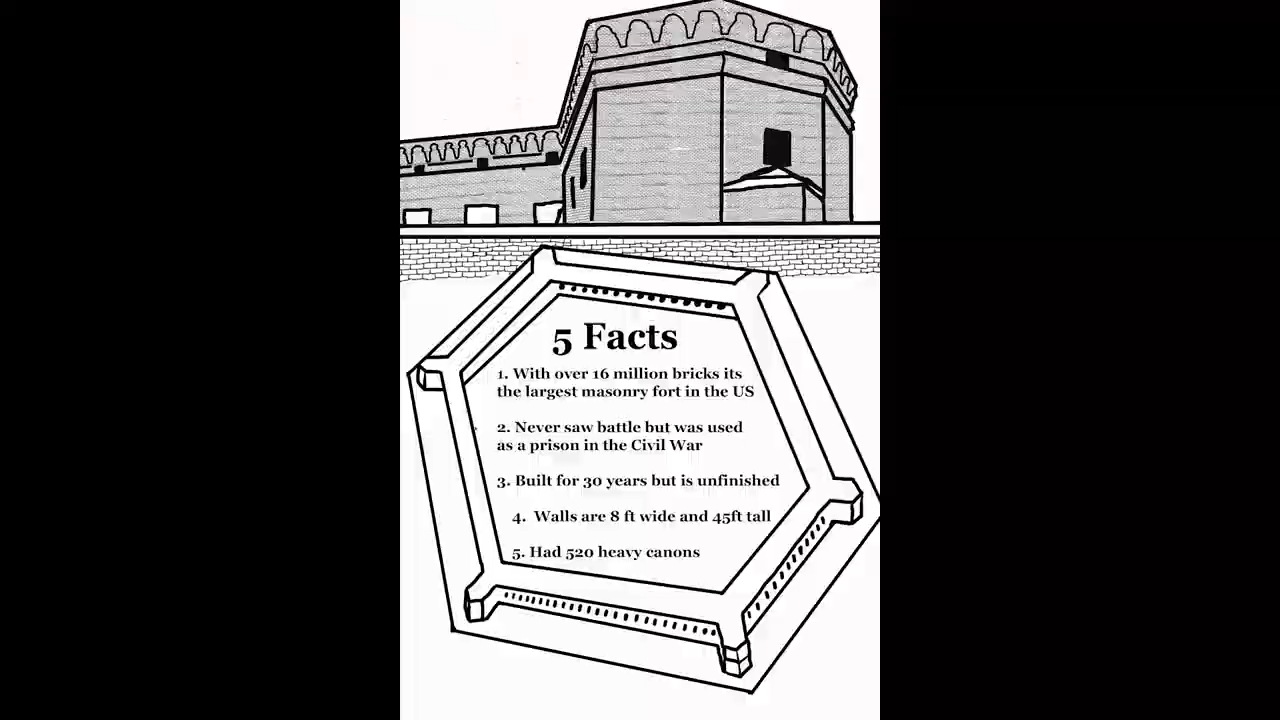 5 Facts
1. With over 16 million bricks its
the largest masonry fort in the US
2. Never saw battle but was used
as a prison in the Civil War
3. Built for 30 years but is unfinished
4. Walls are 8 ft wide and 45ft tall
5. Had 520 heavy canons